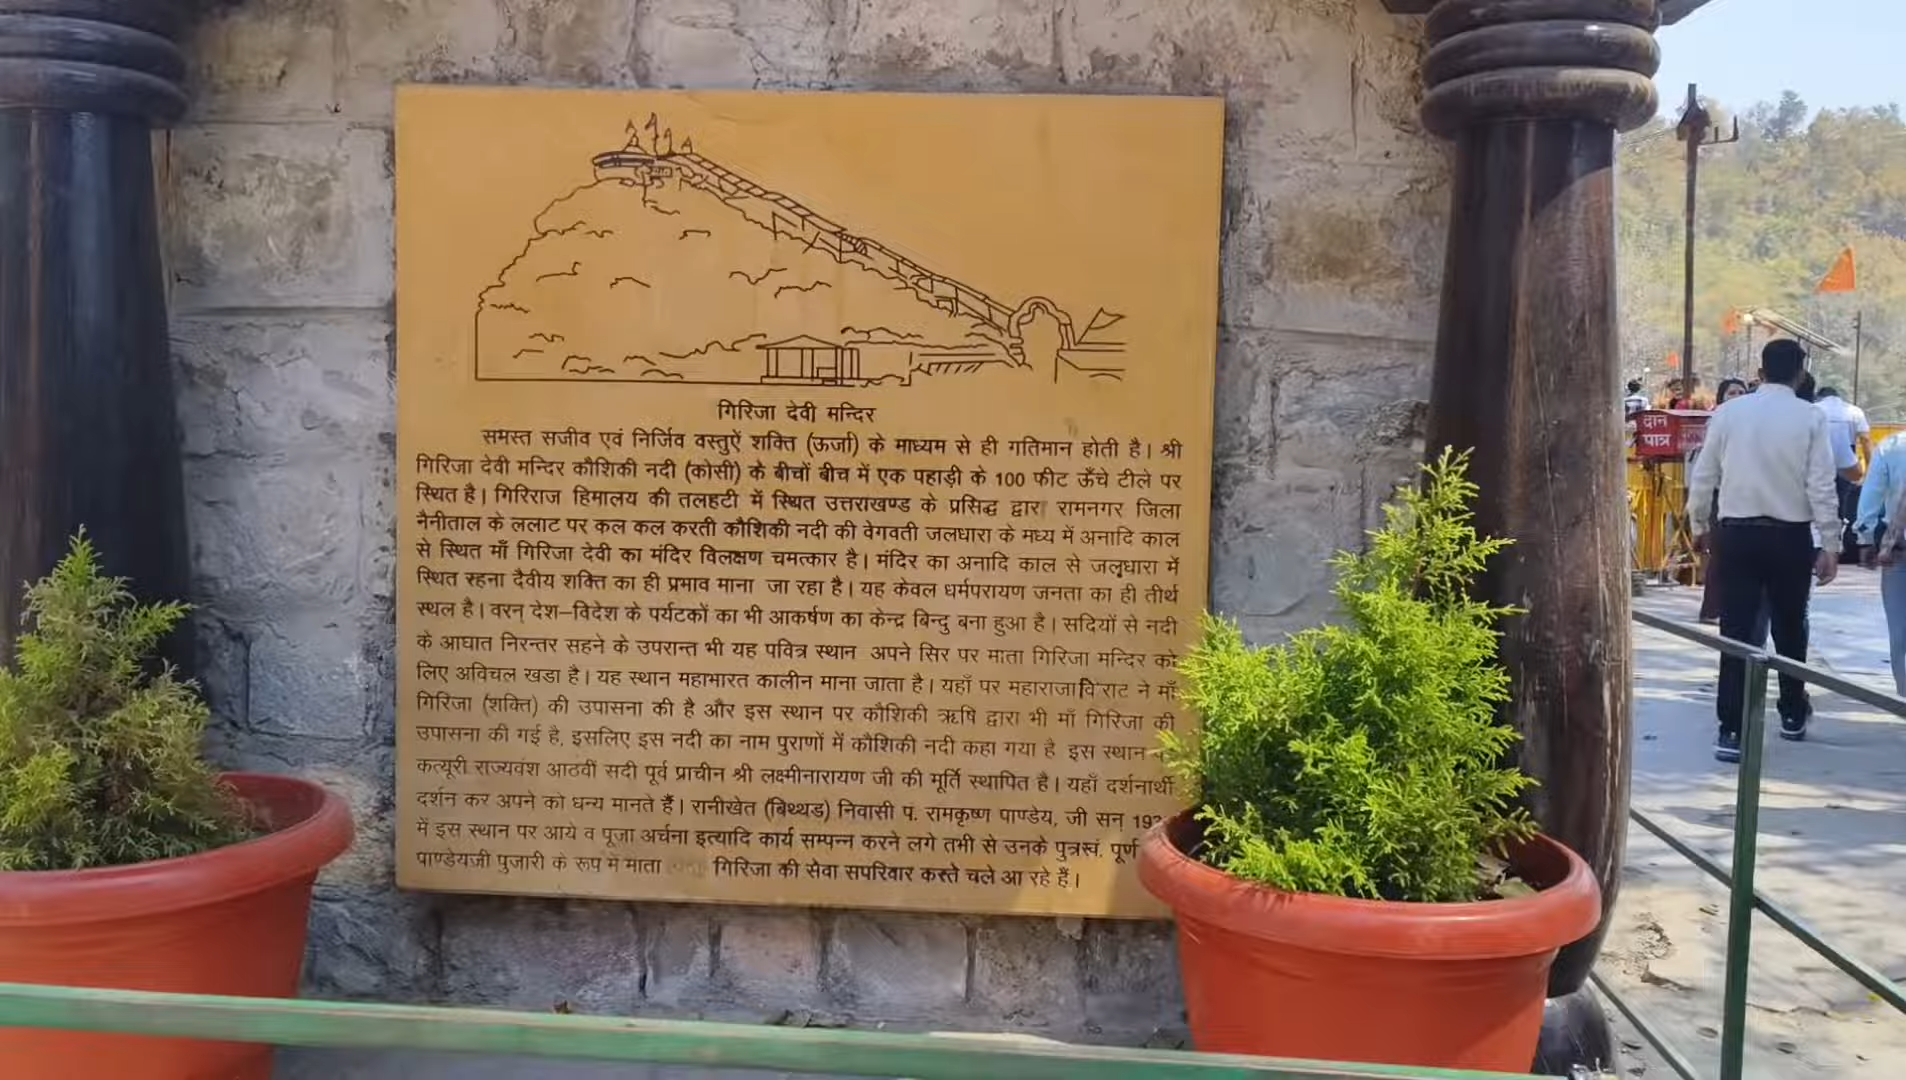 गिरिजा देवी मन्दिर
समस्त सजीव एवं निर्जिव वस्तुऐं शक्ति (ऊर्जा) के माध्यम से ही गतिमान होती है। श्री
गिरिजा देवी मन्दिर कौशिकी नदी (कोसी) के बीचों बीच में एक पहाड़ी के 100 फीट ऊँचे टीले पर
स्थित है। गिरिराज हिमालय की तलहटी में स्थित उत्तराखण्ड के प्रसिद्ध द्वार रामनगर जिला
नैनीताल के ललाट पर कल कल करती कौशिकी नदी की वेगवती जलधारा के मध्य में अनादि काल
से स्थित माँ गिरिजा देवी का मंदिर विलक्षण चमत्कार है। मंदिर का अनादि काल से जलधारा में
स्थित रहना दैवीय शक्ति का ही प्रभाव माना जा रहा है। यह केवल धर्मपरायण जनता का ही तीर्थ
स्थल है। वरन् देश–विदेश के पर्यटकों का भी आकर्षण का केन्द्र बिन्दु बना हुआ है। सदियों से नदी
के आघात निरन्तर सहने के उपरान्त भी यह पवित्र स्थान अपने सिर पर माता गिरिजा मन्दिर को
लिए अविचल खडा है। यह स्थान महाभारत कालीन माना जाता है। यहाँ पर महाराजा विराट ने माँ
गिरिजा (शक्ति) की उपासना की है और इस स्थान पर कौशिकी ऋषि द्वारा भी माँ गिरिजा की
उपासना की गई है, इसलिए इस नदी का नाम पुराणों में कौशिकी नदी कहा गया है इस स्थान
कत्यूरी राज्यवंश आठवीं सदी पूर्व प्राचीन श्री लक्ष्मीनारायण जी की मूर्ति स्थापित है। यहाँ दर्शनार्थी
दर्शन कर अपने को धन्य मानते हैं। रानीखेत (बिथ्थड) निवासी प. रामकृष्ण पाण्डेय, जी सन्
में इस स्थान पर आये व पूजा अर्चना इत्यादि कार्य सम्पन्न करने लगे तभी से उनके पुत्रस्वं. पूर्ण
पाण्डेयजी पुजारी के रूप में माता गिरिजा की सेवा सपरिवार करते चले आ रहे हैं।
दान
पात्र